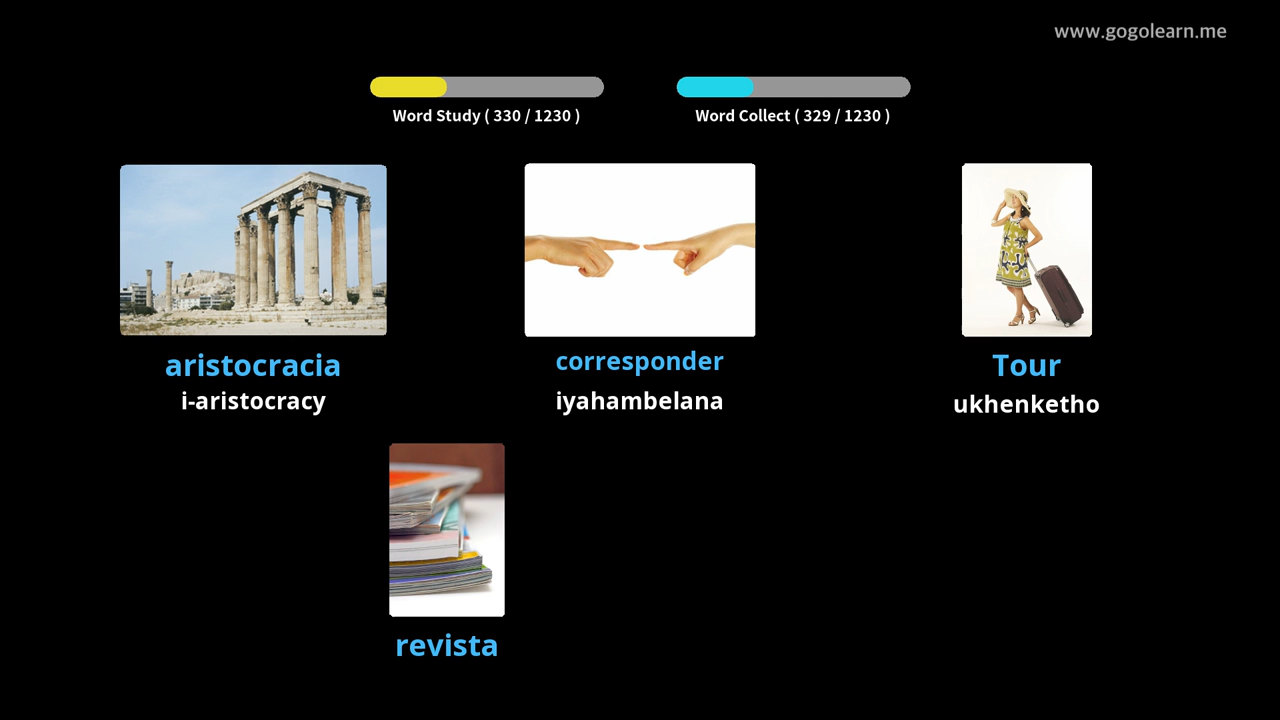 www.gogolearn.me
Word Study ( 330 / 1230 )
Word Collect ( 329 / 1230 )
aristocracia
i-aristocracy
corresponder
iyahambelana
Tour
ukhenketho
revista